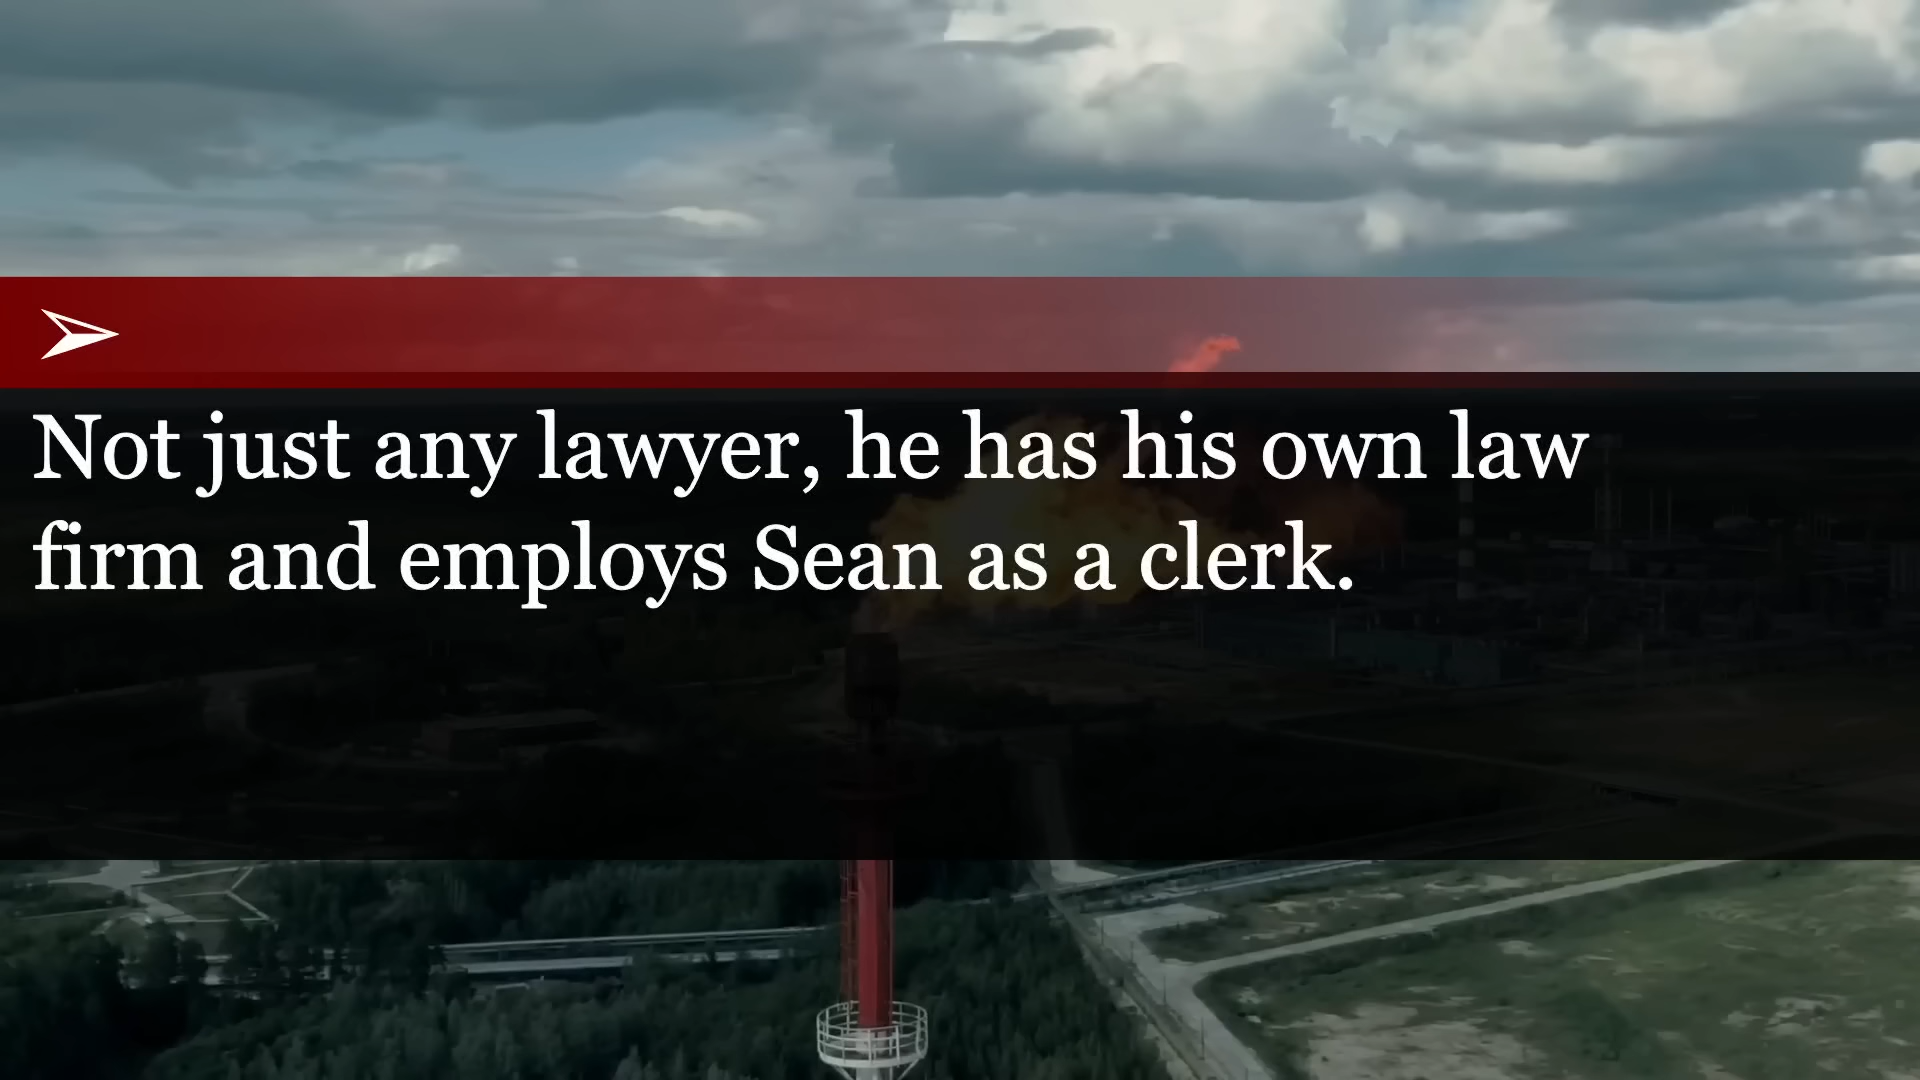 Not just any lawyer, he has his own law
firm and employs Sean as a clerk.